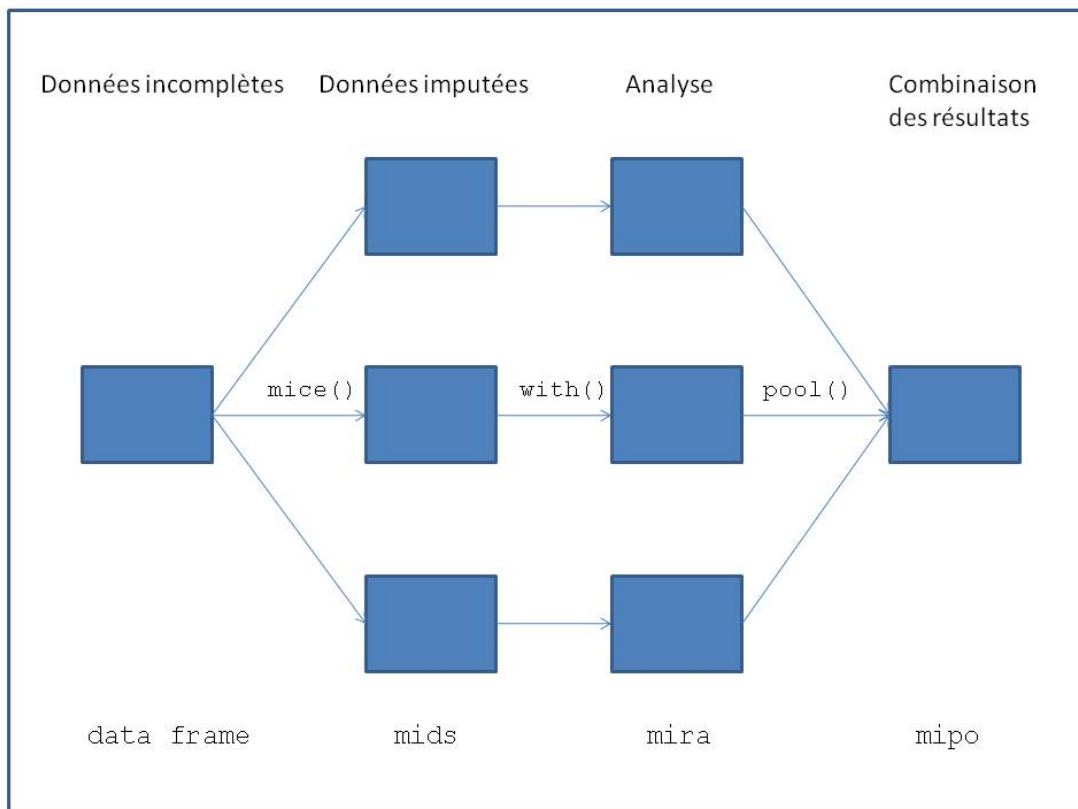 Données incomplètes
Données imputées
Analyse
Combinaison
des résultats
mice()
with()
pool()
data frame
mids
mira
mipo